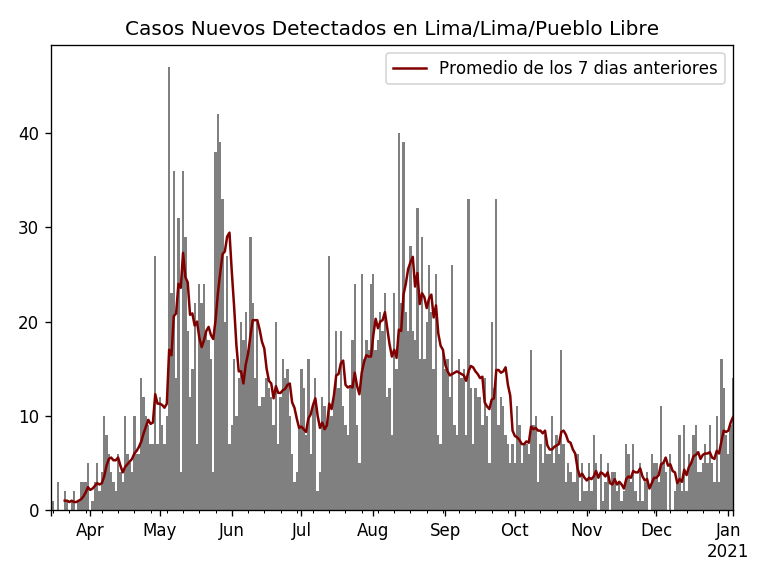 Casos Nuevos Detectados en Lima/Lima/Pueblo Libre
Promedio de los 7 dias anteriores
40
30
20
10
0
Apr May Jun Jul Aug Sep Oct Nov Dec Jan
2021